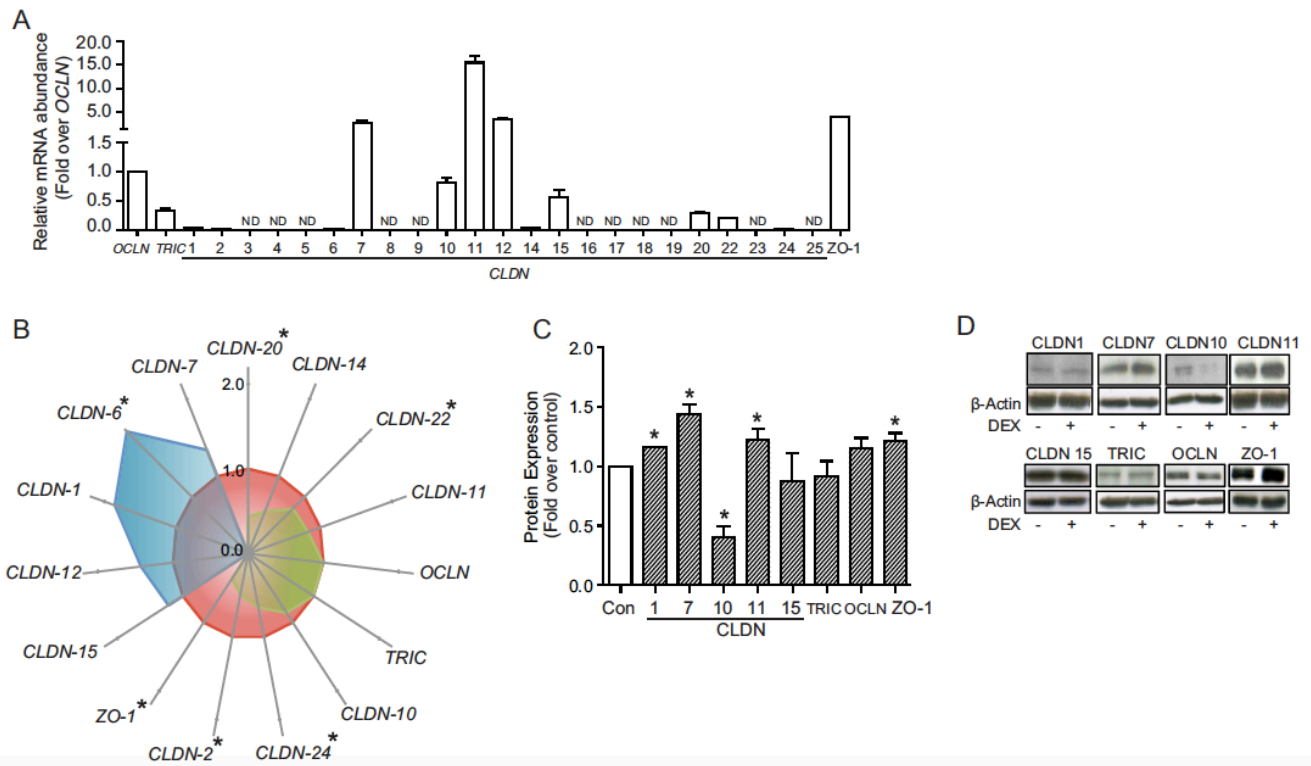 A
Relative mRNA abundance
(Fold over OCLN)
20.0
15.0
10.0
5.0
1.5
1.0
0.5
0.0
ND ND ND ND ND ND ND ND ND ND ND
OCLN TRIC 1 2 3 4 5 6 7 8 9 10 11 12 14 15 16 17 18 19 20 22 23 24 25 ZO-1
CLDN
B
CLDN-20*
CLDN-14
CLDN-22*
CLDN-11
OCLN
TRIC
CLDN-10
CLDN-24*
CLDN-2*
ZO-1*
CLDN-15
CLDN-12
CLDN-1
CLDN-6*
CLDN-7
2.0
1.0
0.0
C
Protein Expression
(Fold over control)
2.0
1.5
1.0
0.5
0.0
* * * * *
Con 1 7 10 11 15 TRIC OCLN ZO-1
CLDN
D
CLDN1 CLDN7 CLDN10 CLDN11
β-Actin
DEX - + - + - + - +
CLDN 15 TRIC OCLN ZO-1
β-Actin
DEX - + - + - + - +